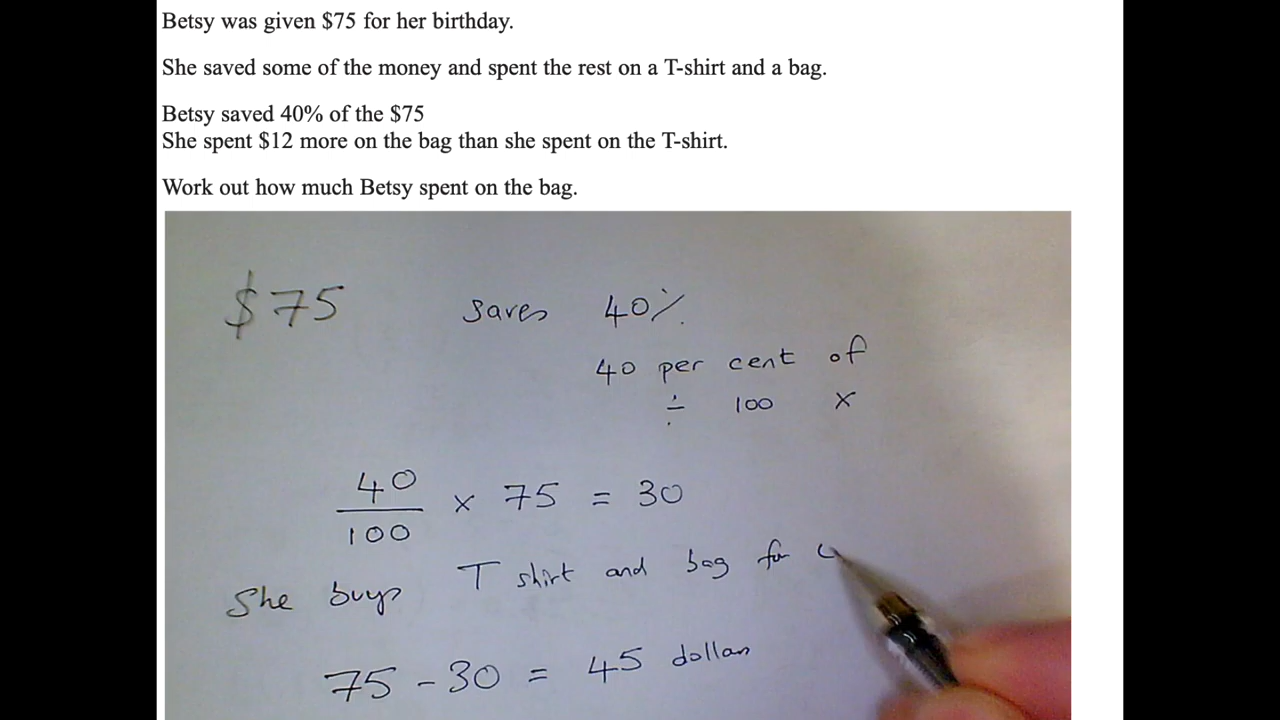 Betsy was given $75 for her birthday.
She saved some of the money and spent the rest on a T-shirt and a bag.
Betsy saved 40% of the $75
She spent $12 more on the bag than she spent on the T-shirt.
Work out how much Betsy spent on the bag.
$75 saves 40%
40 per cent of
÷ 100 ×
40
100
× 75 = 30
She buys T shirt and bag for
75 - 30 = 45 dollars